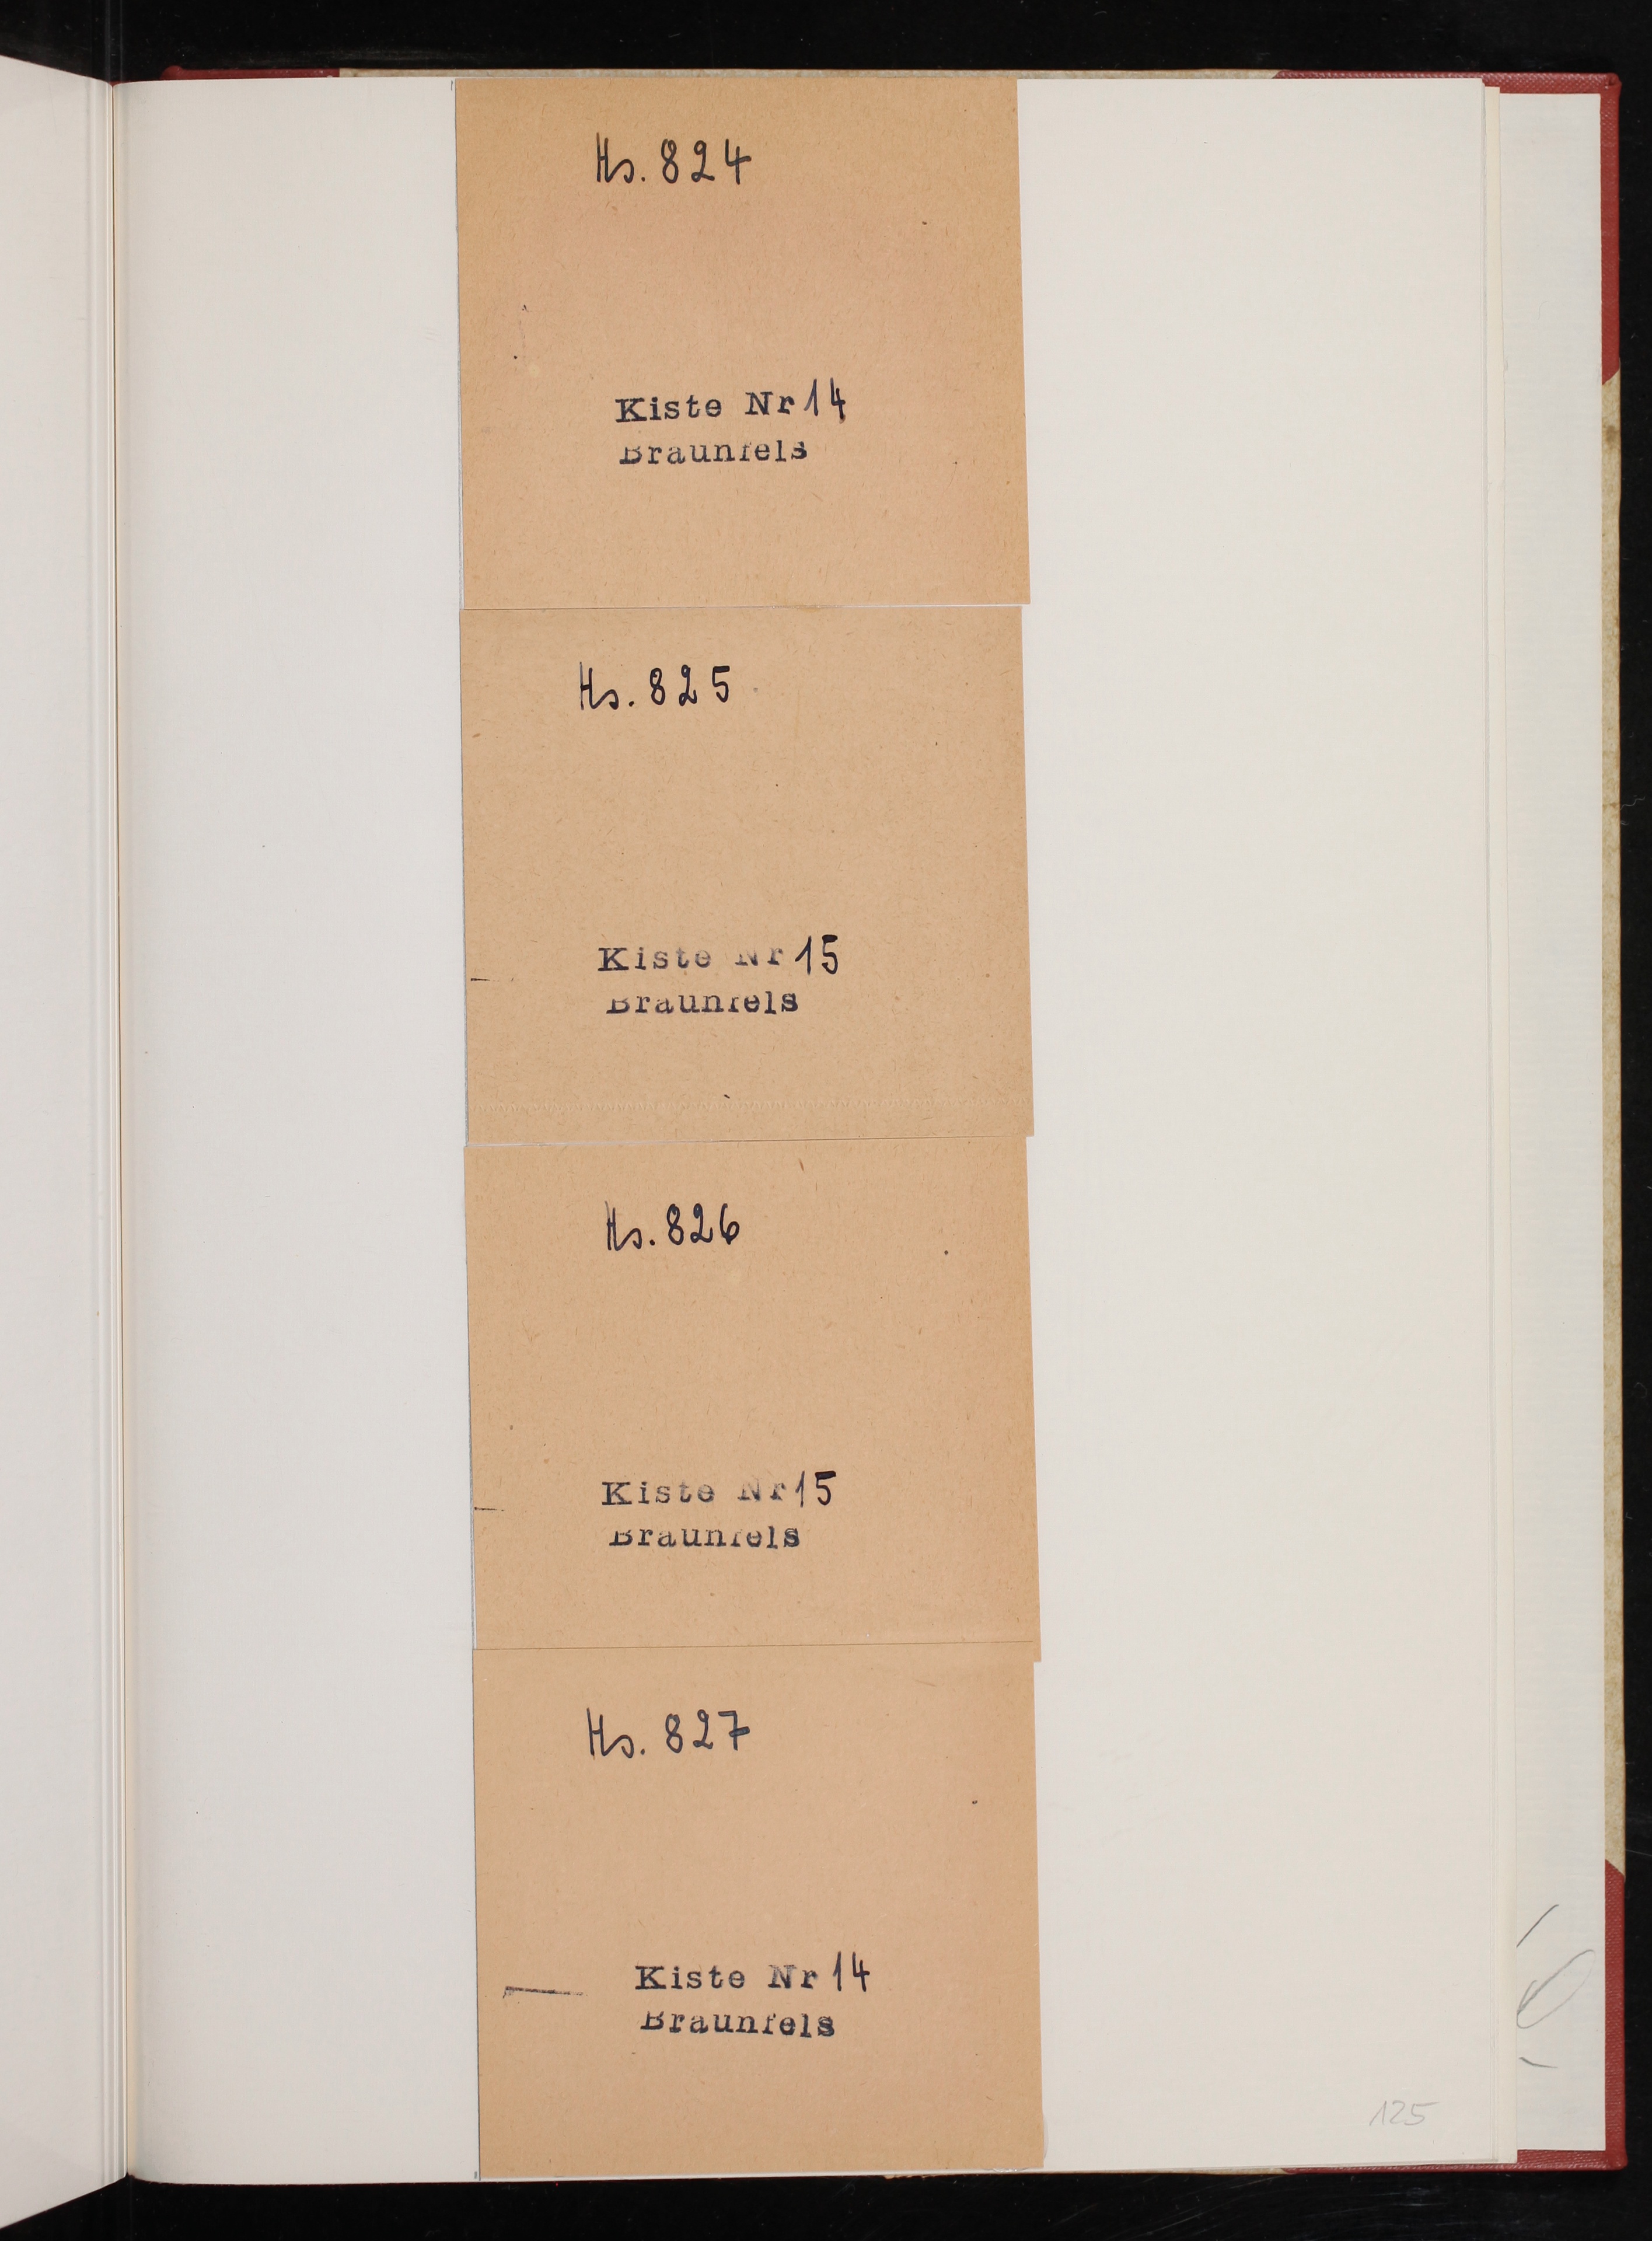 Hs. 824
Kiste Nr 14
Braunfels
Hs. 825
Kiste Nr 15
Braunfels
Hs. 826
Kiste Nr 15
Braunfels
Hs. 827
Kiste Nr 14
Braunfels
125